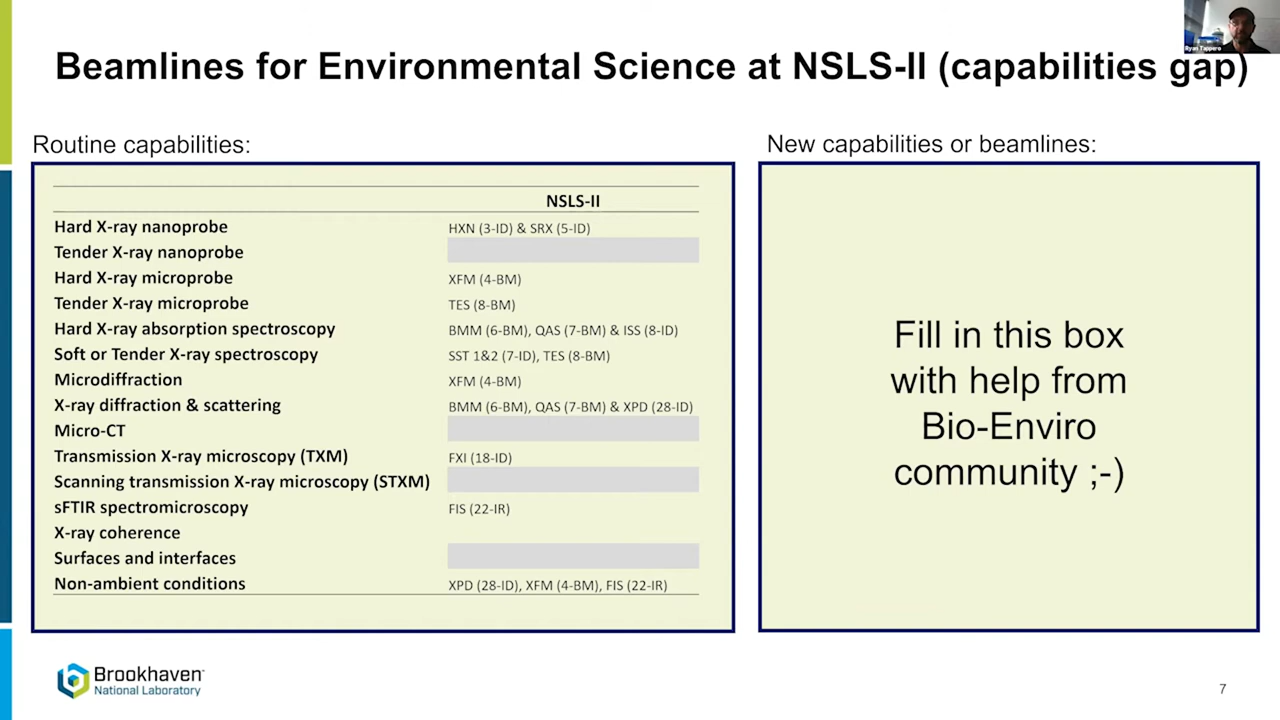 Beamlines for Environmental Science at NSLS-II (capabilities gap)
Ryan Tappero
Routine capabilities:
NSLS-II
Hard X-ray nanoprobe HXN (3-ID) & SRX (5-ID)
Tender X-ray nanoprobe
Hard X-ray microprobe XFM (4-BM)
Tender X-ray microprobe TES (8-BM)
Hard X-ray absorption spectroscopy BMM (6-BM), QAS (7-BM) & ISS (8-ID)
Soft or Tender X-ray spectroscopy SST 1&2 (7-ID), TES (8-BM)
Microdiffraction XFM (4-BM)
X-ray diffraction & scattering BMM (6-BM), QAS (7-BM) & XPD (28-ID)
Micro-CT
Transmission X-ray microscopy (TXM) FXI (18-ID)
Scanning transmission X-ray microscopy (STXM)
sFTIR spectromicroscopy FIS (22-IR)
X-ray coherence
Surfaces and interfaces
Non-ambient conditions XPD (28-ID), XFM (4-BM), FIS (22-IR)
New capabilities or beamlines:
Fill in this box
with help from
Bio-Enviro
community ;-)
Brookhaven
National Laboratory
7